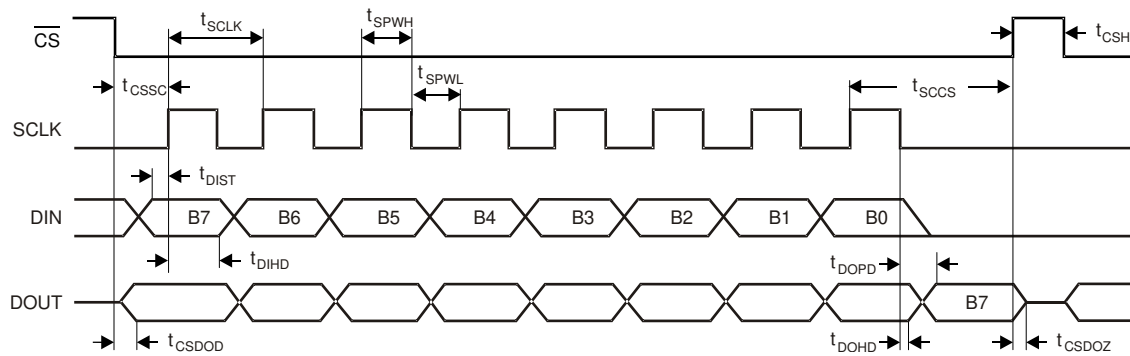 CS
tSCLK
tSPWH
tCSH
tCSSC
tSPWL
tSCCS
SCLK
tDIST
DIN
B7 B6 B5 B4 B3 B2 B1 B0
tDIHD
tDOPD
DOUT
B7
tCSDOD
tDOHD
tCSDOZ